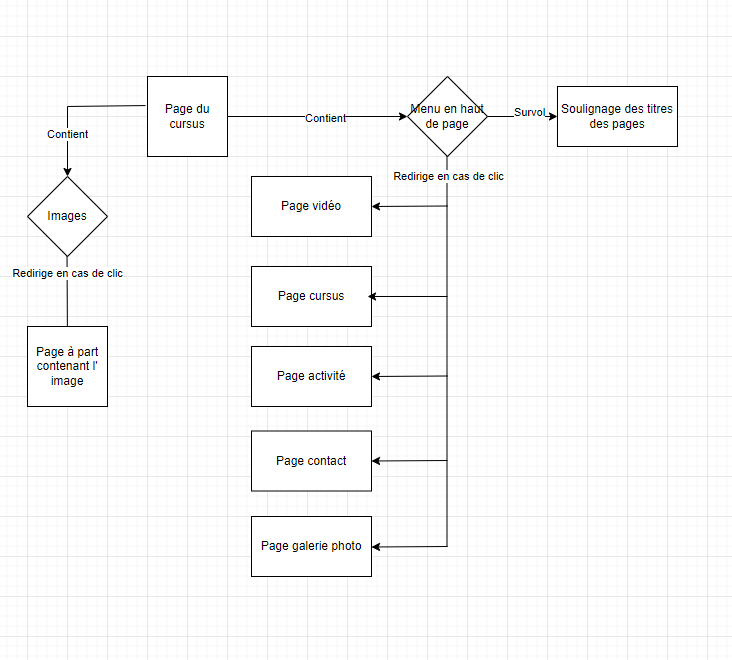 Page du
cursus
Contient
Menu en haut
de page
Survol
Soulignage des titres
des pages
Contient
Images
Redirige en cas de clic
Page à part
contenant l'
image
Redirige en cas de clic
Page vidéo
Page cursus
Page activité
Page contact
Page galerie photo